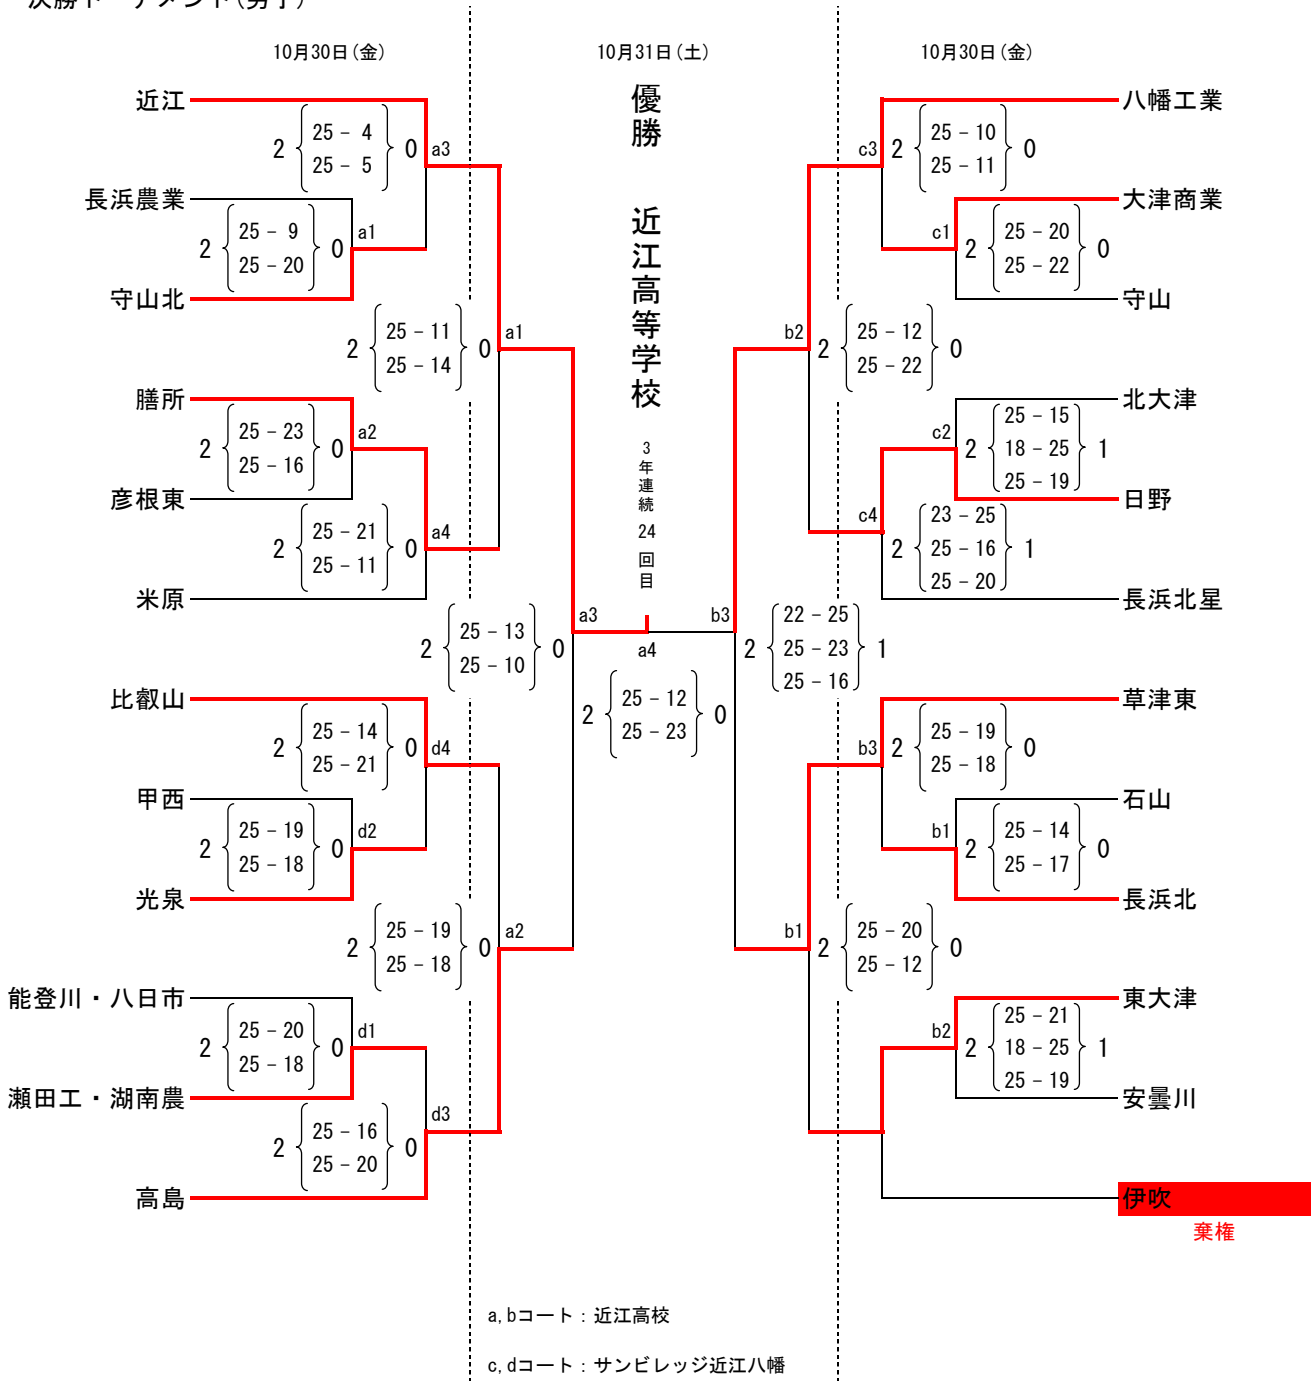 決勝トーナメント(男子)
10月30日(金)
10月31日(土)
10月30日(金)
優勝 近江高等学校
3年連続 24回目
近江
2 25 - 4 0 a3
25 - 5
長浜農業
2 25 - 9 0 a1
25 - 20
守山北
2 25 - 11 0 a1
25 - 14
膳所
2 25 - 23 0 a2
25 - 16
彦根東
2 25 - 21 0 a4
25 - 11
米原
2 25 - 13 0 a3
25 - 10
比叡山
2 25 - 14 0 d4
25 - 21
甲西
2 25 - 19 0 d2
25 - 18
光泉
2 25 - 19 0 a2
25 - 18
能登川・八日市
2 25 - 20 0 d1
25 - 18
瀬田工・湖南農
2 25 - 16 0 d3
25 - 20
高島
a4
2 25 - 12 0
25 - 23
八幡工業
c3 2 25 - 10 0
25 - 11
大津商業
c1 2 25 - 20 0
25 - 22
守山
b2 2 25 - 12 0
25 - 22
北大津
c2 2 25 - 15 1
18 - 25
25 - 19
日野
c4 2 23 - 25 1
25 - 16
25 - 20
長浜北星
b3 2 22 - 25 1
25 - 23
25 - 16
草津東
b3 2 25 - 19 0
25 - 18
石山
b1 2 25 - 14 0
25 - 17
長浜北
b1 2 25 - 20 0
25 - 12
東大津
b2 2 25 - 21 1
18 - 25
25 - 19
安曇川
伊吹
棄権
a,bコート：近江高校
c,dコート：サンビレッジ近江八幡